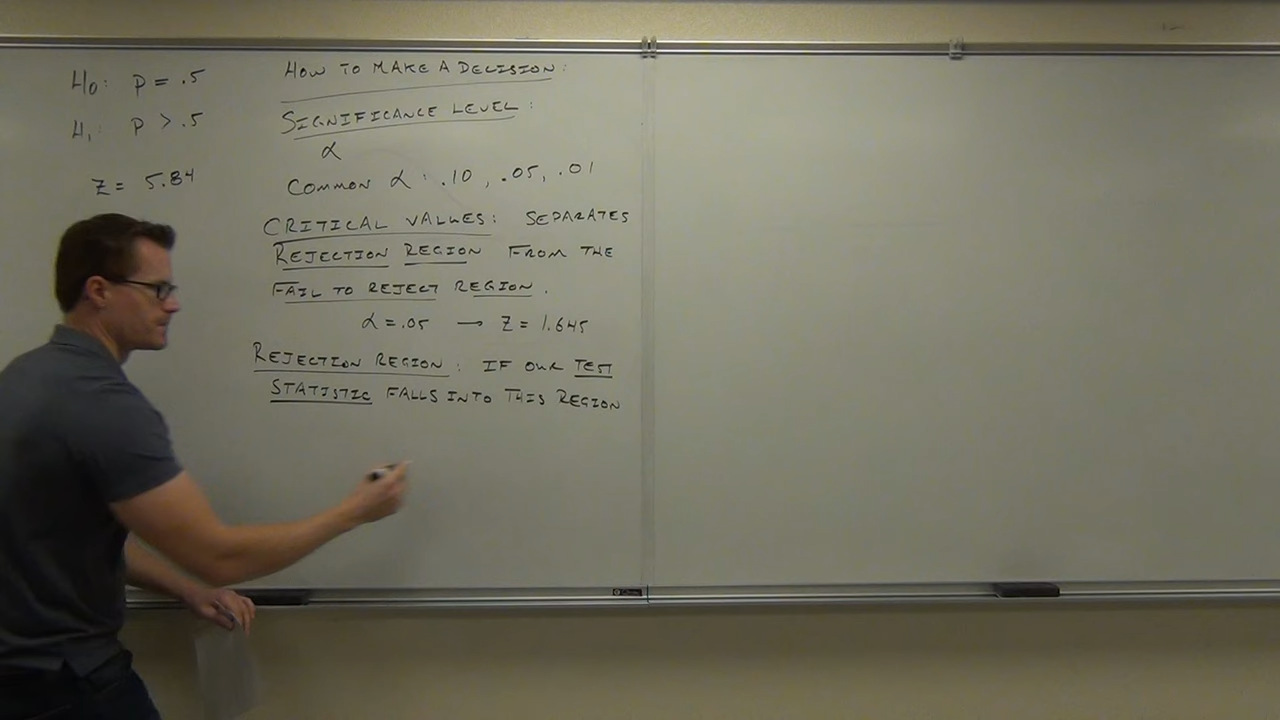 H₀: P = .5
H₁: P > .5
Z = 5.84
HOW TO MAKE A DECISION:
SIGNIFICANCE LEVEL:
α
COMMON α: .10, .05, .01
CRITICAL VALUES: SEPARATES
REJECTION REGION FROM THE
FAIL TO REJECT REGION.
α = .05 → Z = 1.645
REJECTION REGION: IF OUR TEST
STATISTIC FALLS INTO THIS REGION